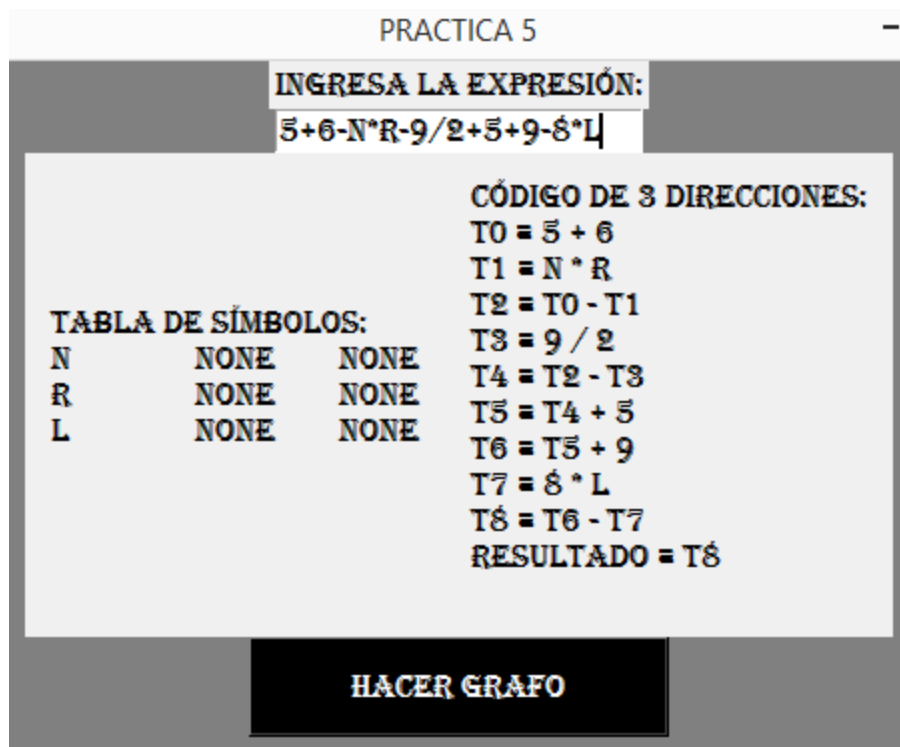 PRACTICA 5
INGRESA LA EXPRESIÓN:
5+6-N*R-9/2+5+9-8*L
CÓDIGO DE 3 DIRECCIONES:
T0 = 5 + 6
T1 = N * R
T2 = T0 - T1
T3 = 9 / 2
T4 = T2 - T3
T5 = T4 + 5
T6 = T5 + 9
T7 = 8 * L
T8 = T6 - T7
RESULTADO = T8
TABLA DE SÍMBOLOS:
N NONE NONE
R NONE NONE
L NONE NONE
HACER GRAFO